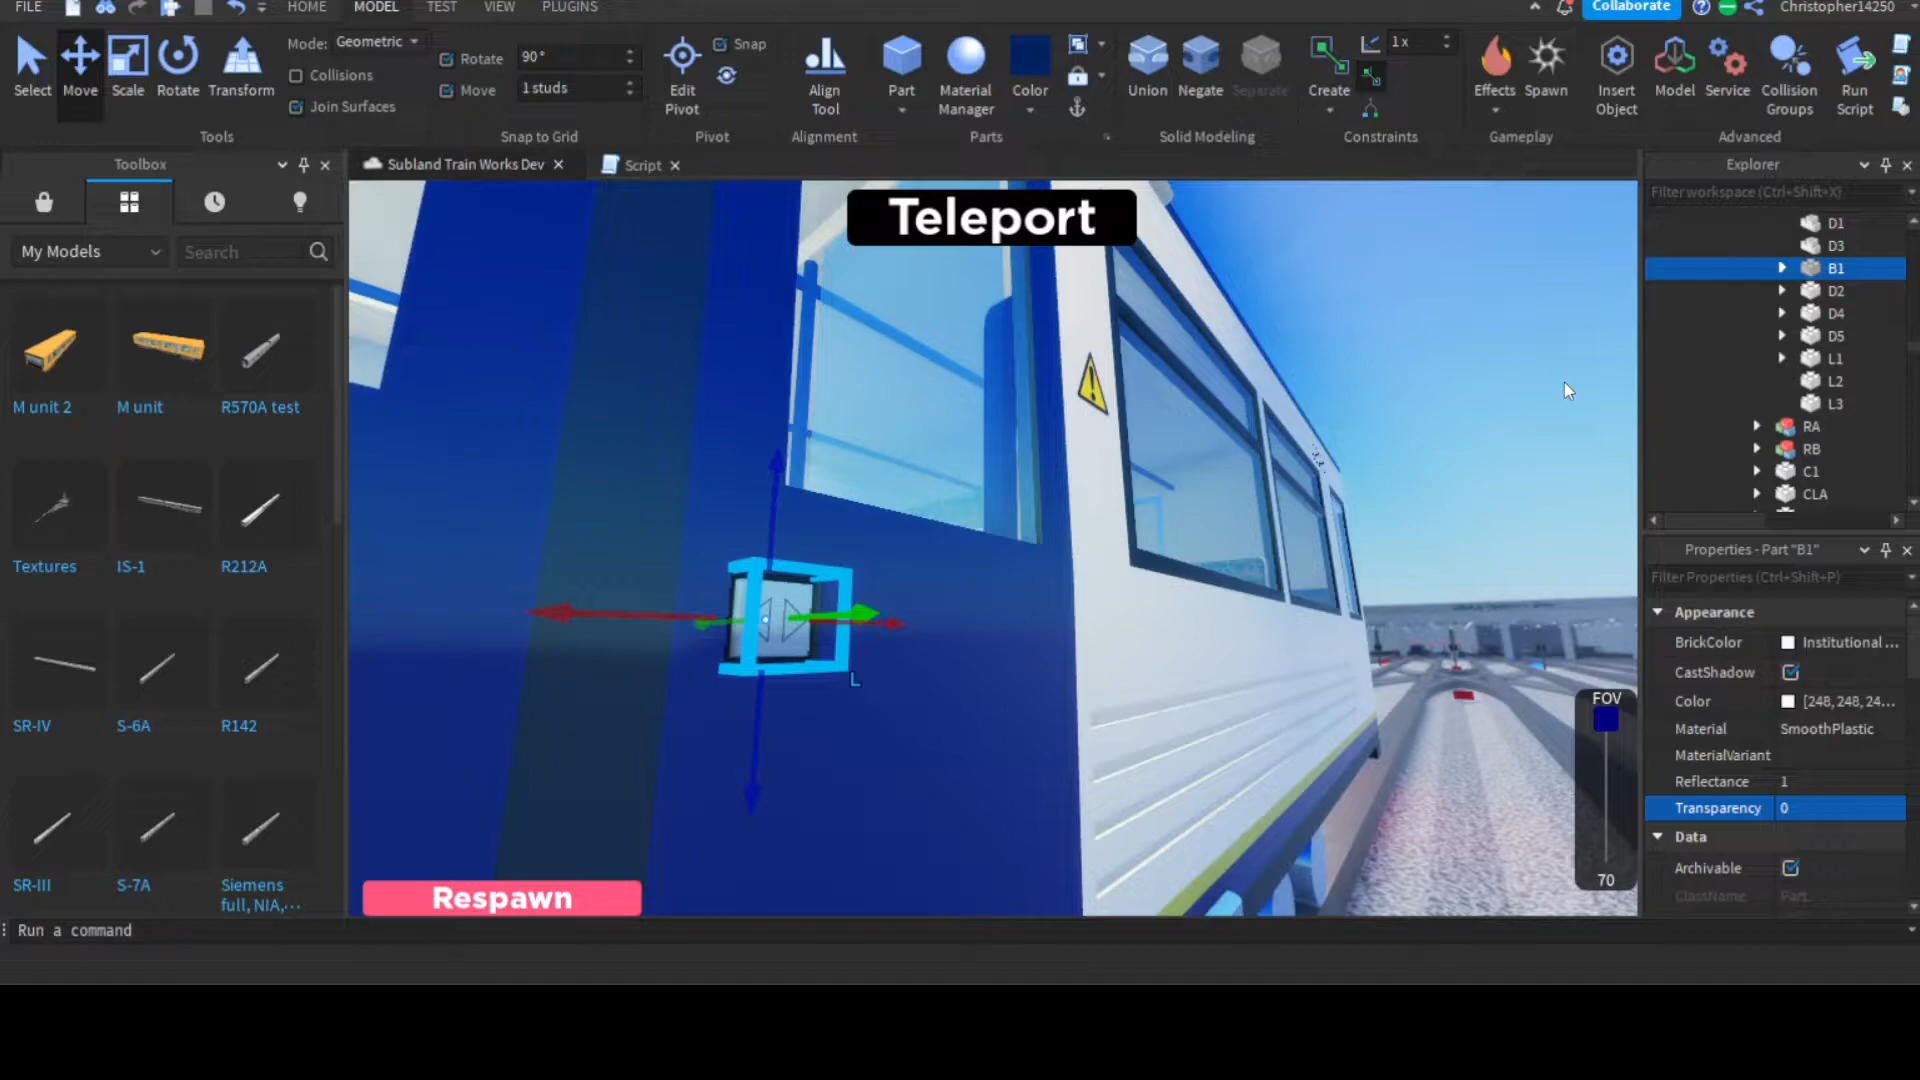 FILE
HOME
MODEL
TEST
VIEW
PLUGINS
Collaborate
Christopher14250
Select
Move
Scale
Rotate
Transform
Mode:
Geometric
Collisions
Join Surfaces
Tools
Rotate
90°
Move
1 studs
Snap to Grid
Edit
Pivot
Snap
Pivot
Align
Tool
Alignment
Part
Material
Manager
Color
Parts
Union
Negate
Separate
Solid Modeling
Create
1 x
Constraints
Effects
Spawn
Gameplay
Insert
Object
Model
Service
Collision
Groups
Run
Script
Advanced
Toolbox
Subland Train Works Dev
Script
Explorer
My Models
Search
M unit 2
M unit
R570A test
Textures
IS-1
R212A
SR-IV
S-6A
R142
SR-III
S-7A
Siemens
full, NIA,...
Teleport
L
FOV
70
Respawn
Filter workspace (Ctrl+Shift+X)
D1
D3
B1
D2
D4
D5
L1
L2
L3
RA
RB
C1
CLA
Properties - Part "B1"
Filter Properties (Ctrl+Shift+P)
Appearance
BrickColor
Institutional ...
CastShadow
Color
[248, 248, 24...
Material
SmoothPlastic
MaterialVariant
Reflectance
1
Transparency
0
Data
Archivable
ClassName
Part
Run a command